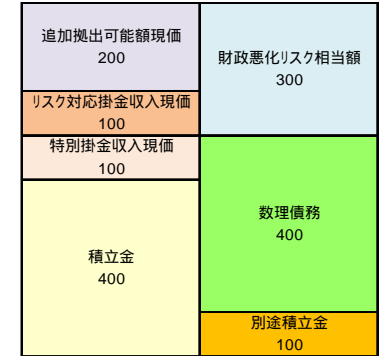 追加拠出可能額現価
200
リスク対応掛金収入現価
100
特別掛金収入現価
100
積立金
400
財政悪化リスク相当額
300
数理債務
400
別途積立金
100